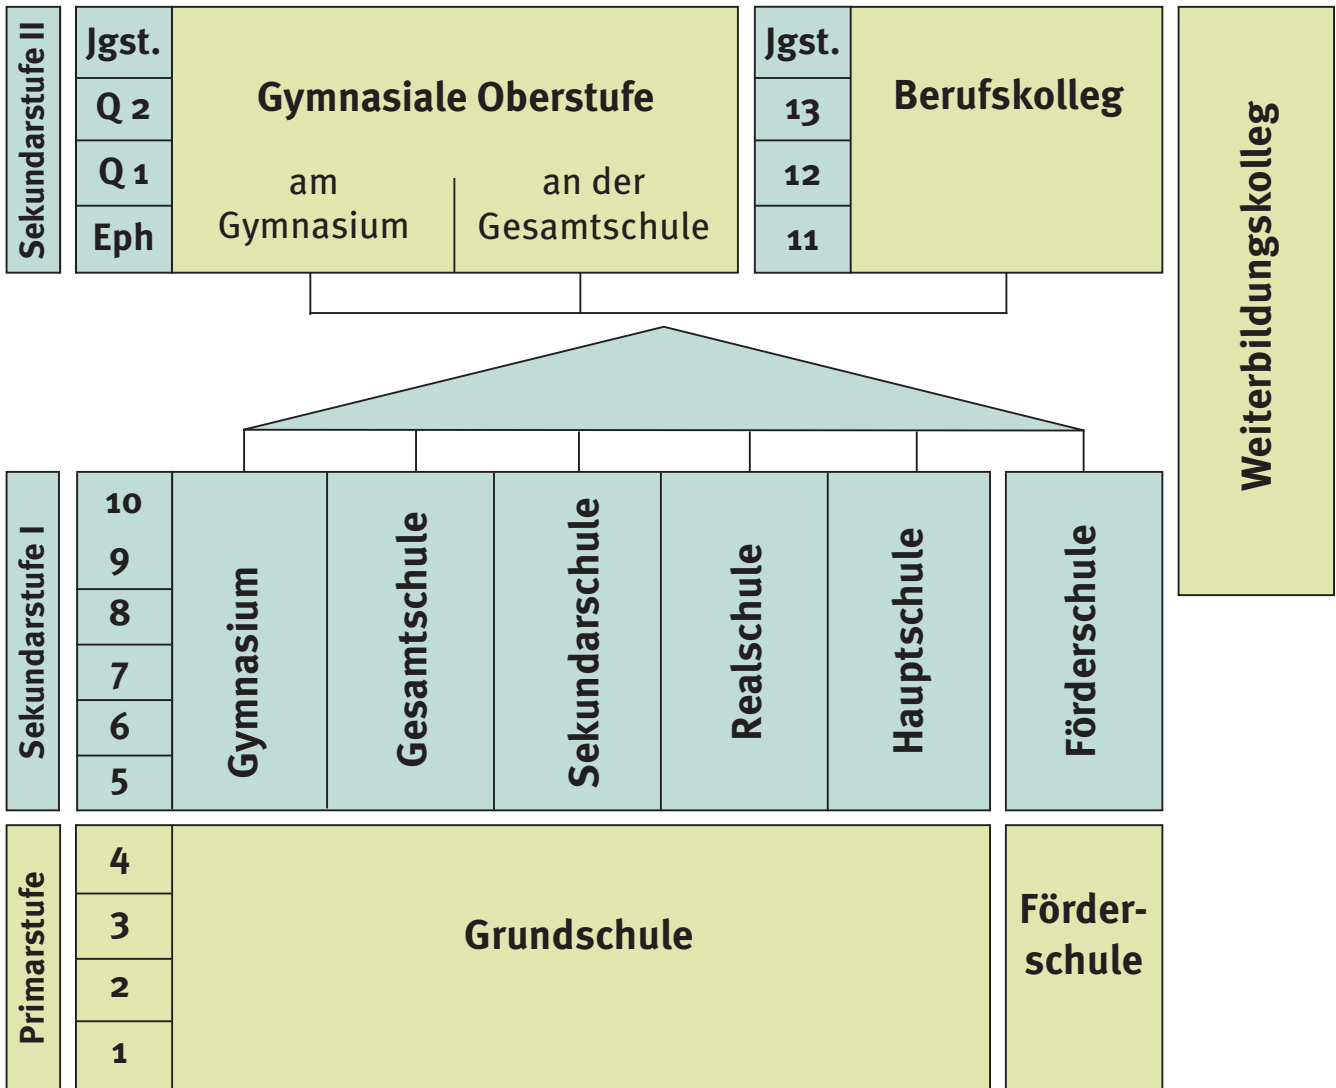 Sekundarstufe II
Jgst.
Q 2
Q 1
Eph
Gymnasiale Oberstufe
am
Gymnasium
an der
Gesamtschule
Jgst.
13
12
11
Berufskolleg
Weiterbildungskolleg
Sekundarstufe I
10
9
8
7
6
5
Gymnasium
Gesamtschule
Sekundarschule
Realschule
Hauptschule
Förderschule
Primarstufe
4
3
2
1
Grundschule
Förder-
schule